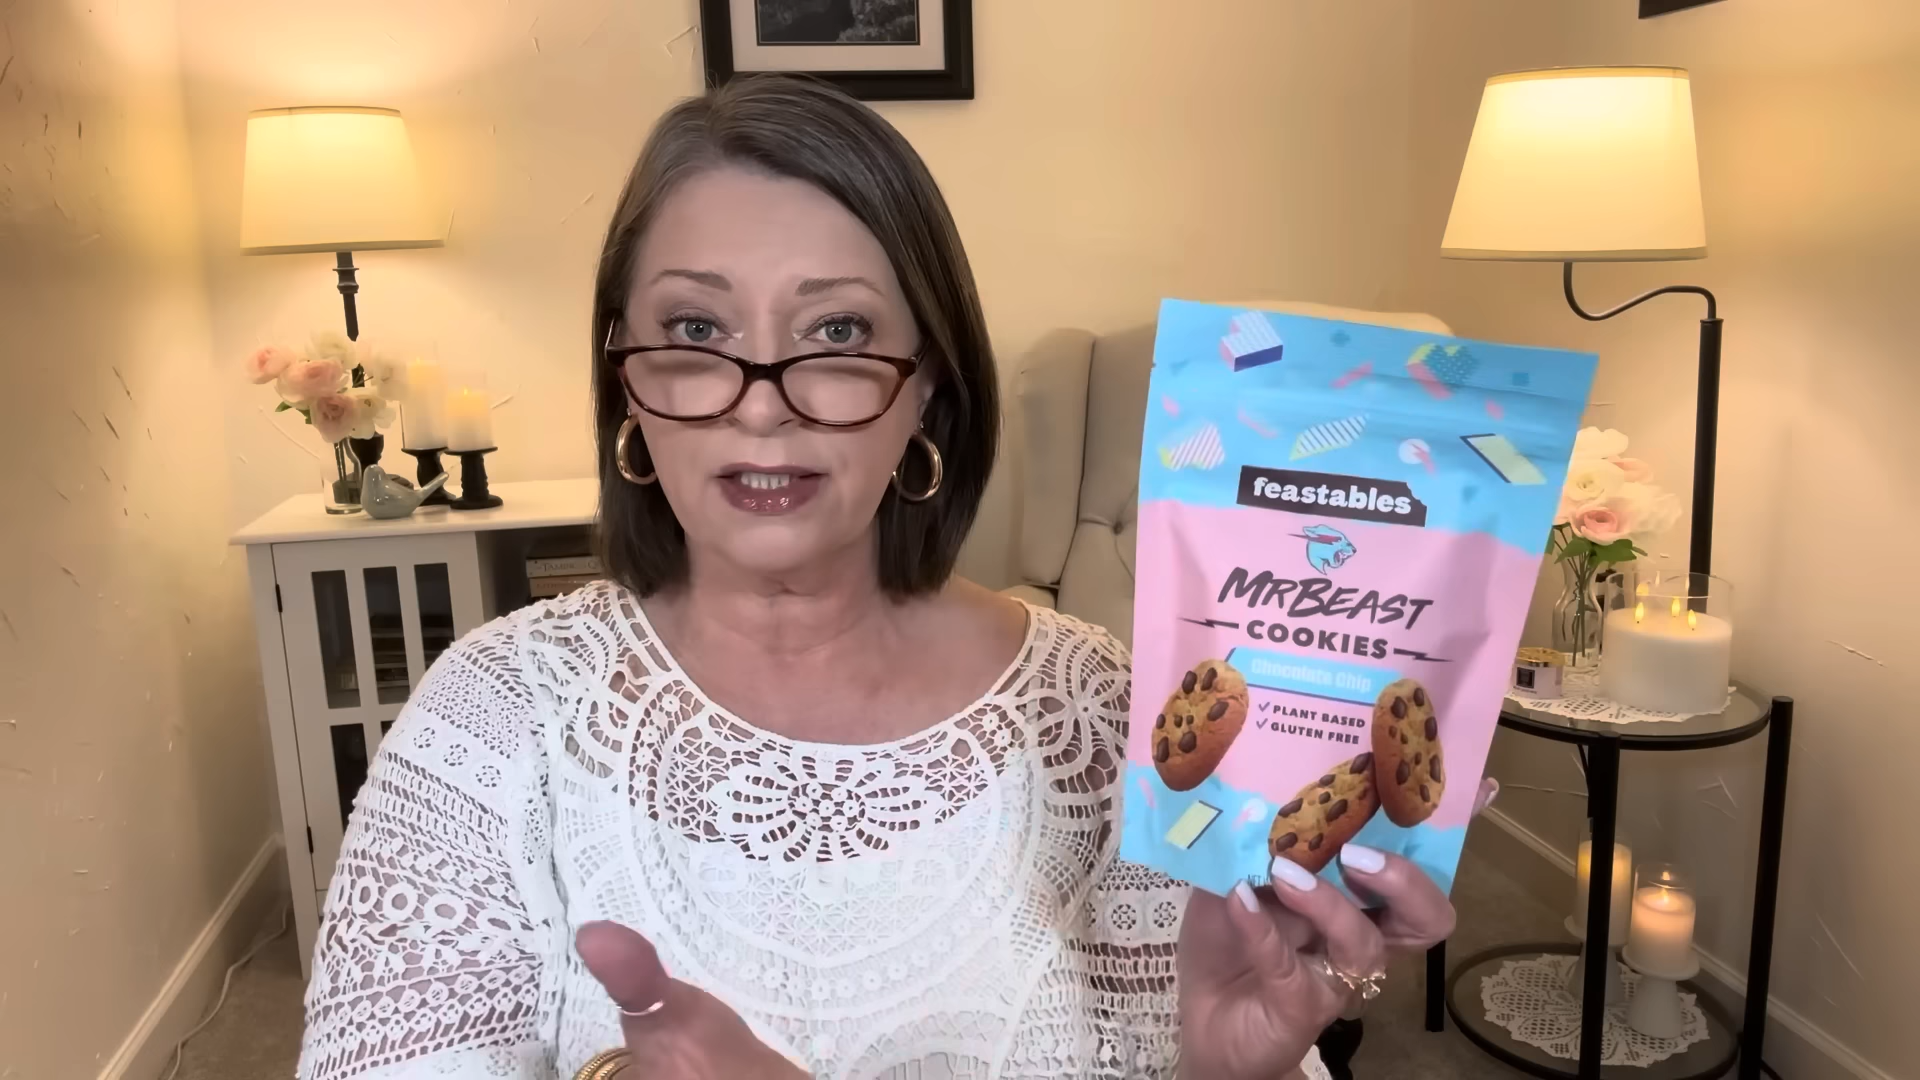 feastables
MRBEAST
COOKIES
Chocolate Chip
PLANT BASED
GLUTEN FREE